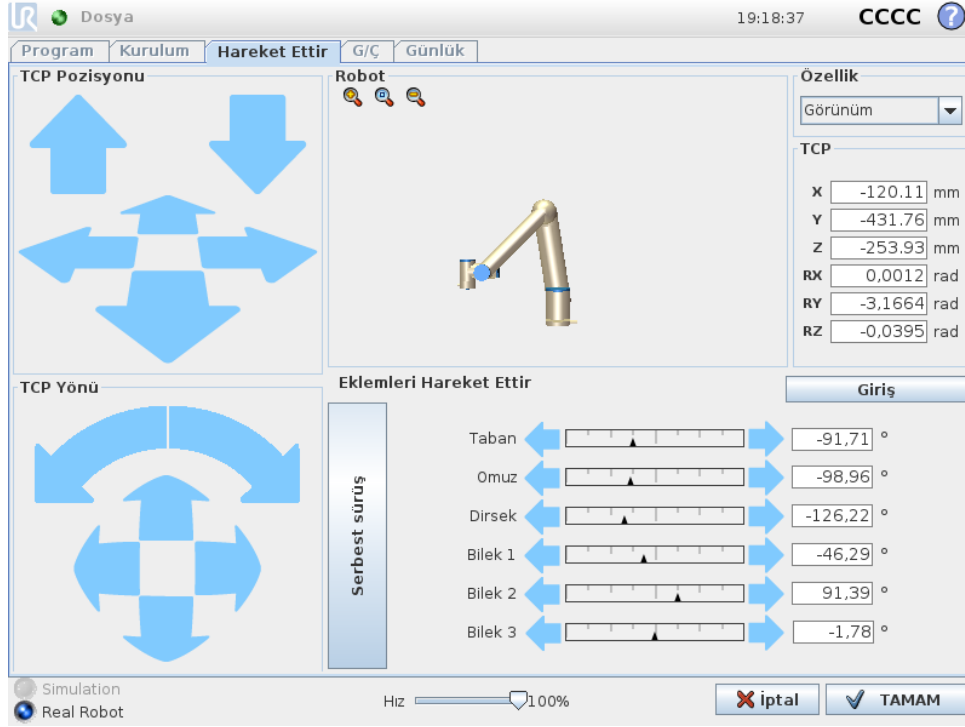 UR Dosya 19:18:37 CCCC ?
Program Kurulum Hareket Ettir G/Ç Günlük
TCP Pozisyonu
Robot
Özellik
Görünüm
TCP
X -120.11 mm
Y -431.76 mm
Z -253.93 mm
RX 0,0012 rad
RY -3,1664 rad
RZ -0,0395 rad
TCP Yönü
Eklemleri Hareket Ettir
Giriş
Serbest sürüş
Taban -91,71 °
Omuz -98,96 °
Dirsek -126,22 °
Bilek 1 -46,29 °
Bilek 2 91,39 °
Bilek 3 -1,78 °
Simulation
Real Robot
Hız 100%
İptal
TAMAM